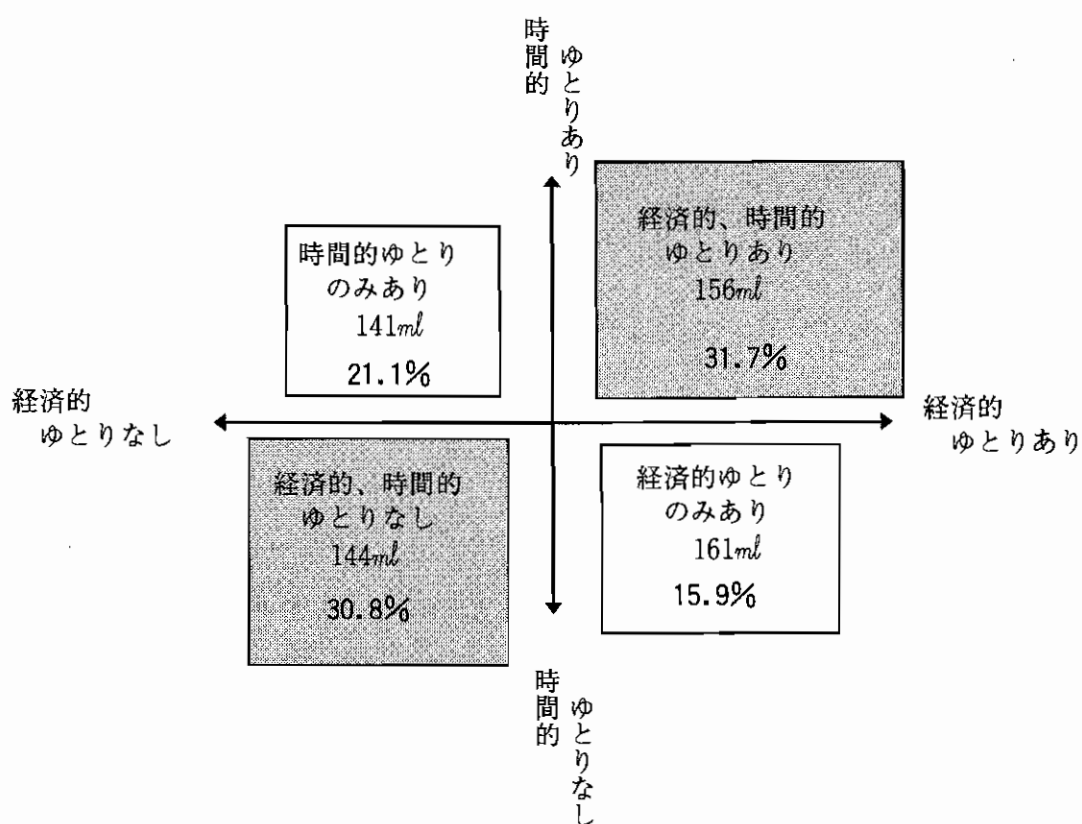 時間的
ゆとりあり
経済的、時間的
ゆとりあり
156mℓ
31.7%
時間的ゆとり
のみあり
141mℓ
21.1%
経済的
ゆとりなし
経済的
ゆとりあり
経済的、時間的
ゆとりなし
144mℓ
30.8%
経済的ゆとり
のみあり
161mℓ
15.9%
時間的
ゆとりなし